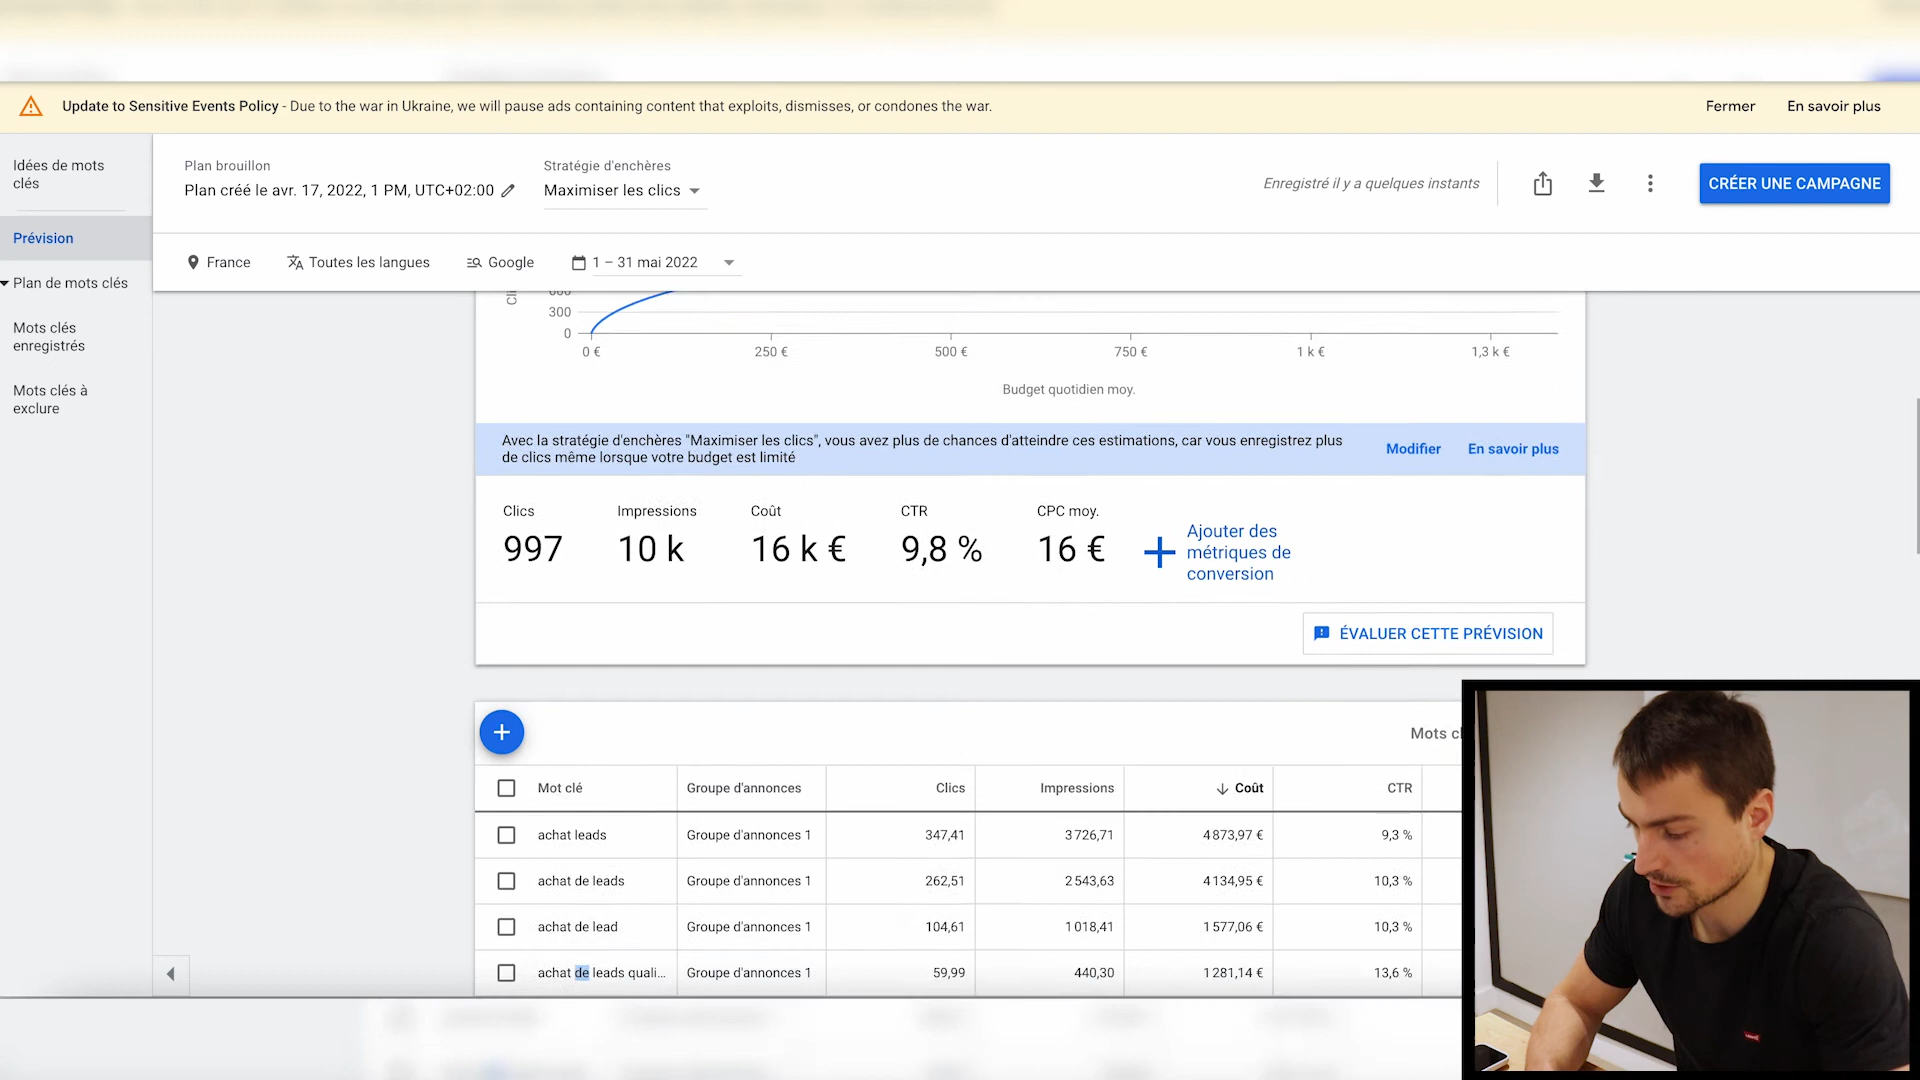 Update to Sensitive Events Policy - Due to the war in Ukraine, we will pause ads containing content that exploits, dismisses, or condones the war.
Fermer
En savoir plus
Idées de mots
clés
Prévision
Plan de mots clés
Mots clés
enregistrés
Mots clés à
exclure
Plan brouillon
Plan créé le avr. 17, 2022, 1 PM, UTC+02:00
Stratégie d'enchères
Maximiser les clics
Enregistré il y a quelques instants
CRÉER UNE CAMPAGNE
France
Toutes les langues
Google
1 – 31 mai 2022
Cli
600
300
0
0 €
250 €
500 €
750 €
1 k €
1,3 k €
Budget quotidien moy.
Avec la stratégie d'enchères "Maximiser les clics", vous avez plus de chances d'atteindre ces estimations, car vous enregistrez plus
de clics même lorsque votre budget est limité
Modifier
En savoir plus
Clics
Impressions
Coût
CTR
CPC moy.
997
10 k
16 k €
9,8 %
16 €
Ajouter des
métriques de
conversion
ÉVALUER CETTE PRÉVISION
Mots cl
Mot clé
Groupe d'annonces
Clics
Impressions
Coût
CTR
achat leads
Groupe d'annonces 1
347,41
3 726,71
4 873,97 €
9,3 %
achat de leads
Groupe d'annonces 1
262,51
2 543,63
4 134,95 €
10,3 %
achat de lead
Groupe d'annonces 1
104,61
1 018,41
1 577,06 €
10,3 %
achat de leads quali...
Groupe d'annonces 1
59,99
440,30
1 281,14 €
13,6 %